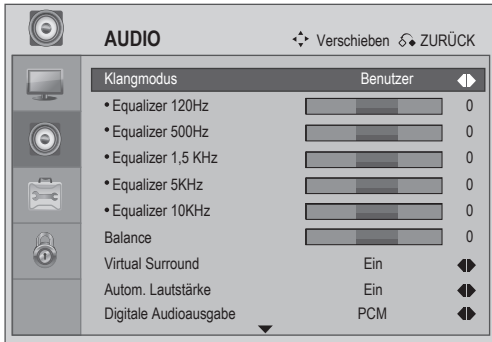 AUDIO Verschieben ZURÜCK
Klangmodus Benutzer
• Equalizer 120Hz 0
• Equalizer 500Hz 0
• Equalizer 1,5 KHz 0
• Equalizer 5KHz 0
• Equalizer 10KHz 0
Balance 0
Virtual Surround Ein
Autom. Lautstärke Ein
Digitale Audioausgabe PCM